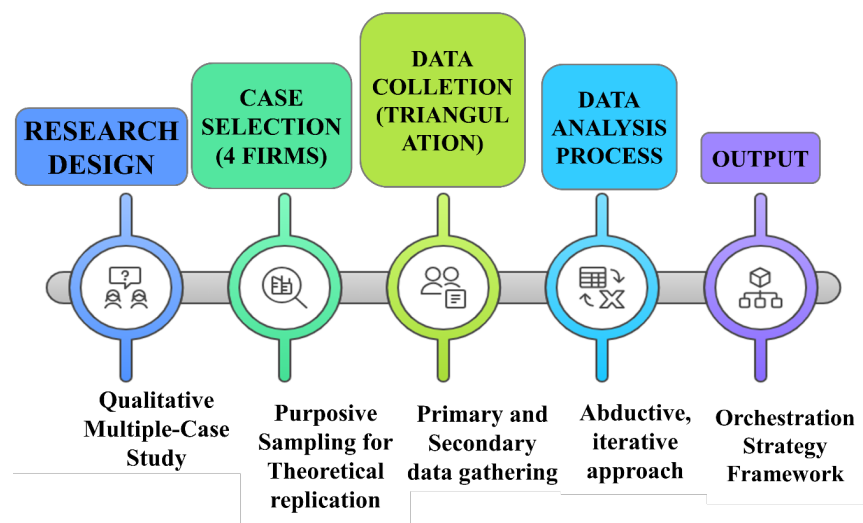 RESEARCH
DESIGN
CASE
SELECTION
(4 FIRMS)
DATA
COLLETION
(TRIANGUL
ATION)
DATA
ANALYSIS
PROCESS
OUTPUT
?
Qualitative
Multiple-Case
Study
Purposive
Sampling for
Theoretical
replication
Primary and
Secondary
data gathering
Abductive,
iterative
approach
Orchestration
Strategy
Framework